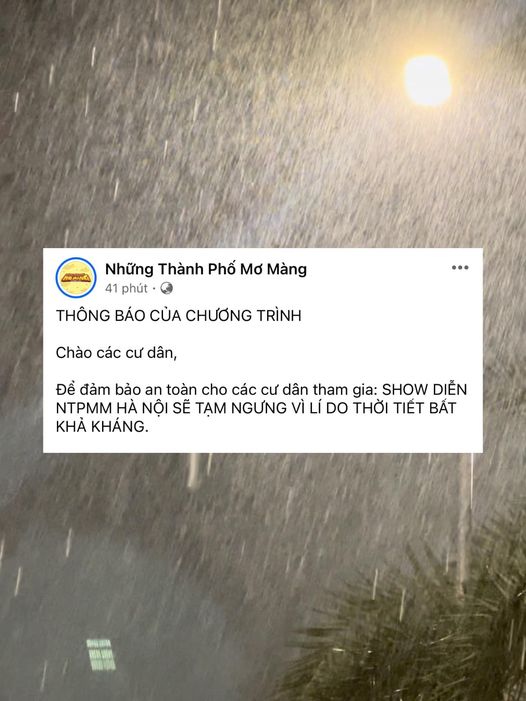 Những Thành Phố Mơ Màng
41 phút ·
THÔNG BÁO CỦA CHƯƠNG TRÌNH
Chào các cư dân,
Để đảm bảo an toàn cho các cư dân tham gia: SHOW DIỄN
NTPMM HÀ NỘI SẼ TẠM NGƯNG VÌ LÍ DO THỜI TIẾT BẤT
KHẢ KHÁNG.